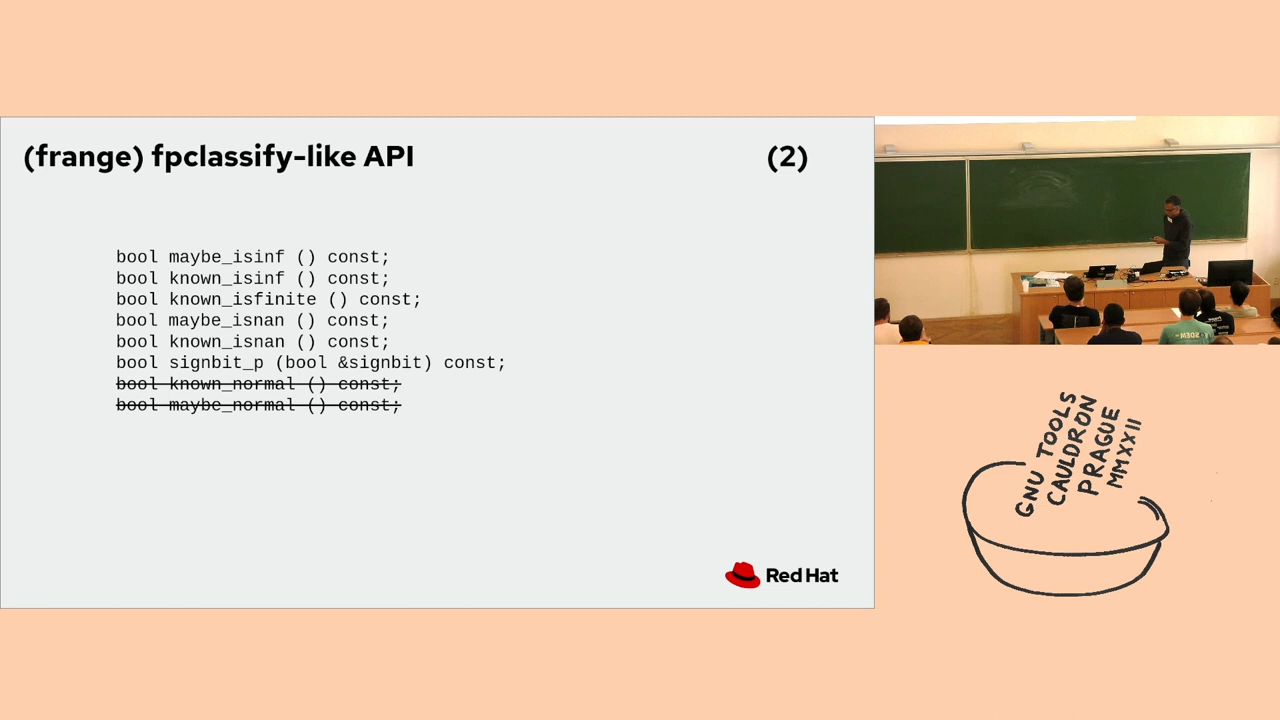 (frange) fpclassify-like API (2)
bool maybe_isinf () const;
bool known_isinf () const;
bool known_isfinite () const;
bool maybe_isnan () const;
bool known_isnan () const;
bool signbit_p (bool &signbit) const;
bool known_normal () const;
bool maybe_normal () const;
Red Hat
GNU TOOLS
CAULDRON
PRAGUE
MMXXII